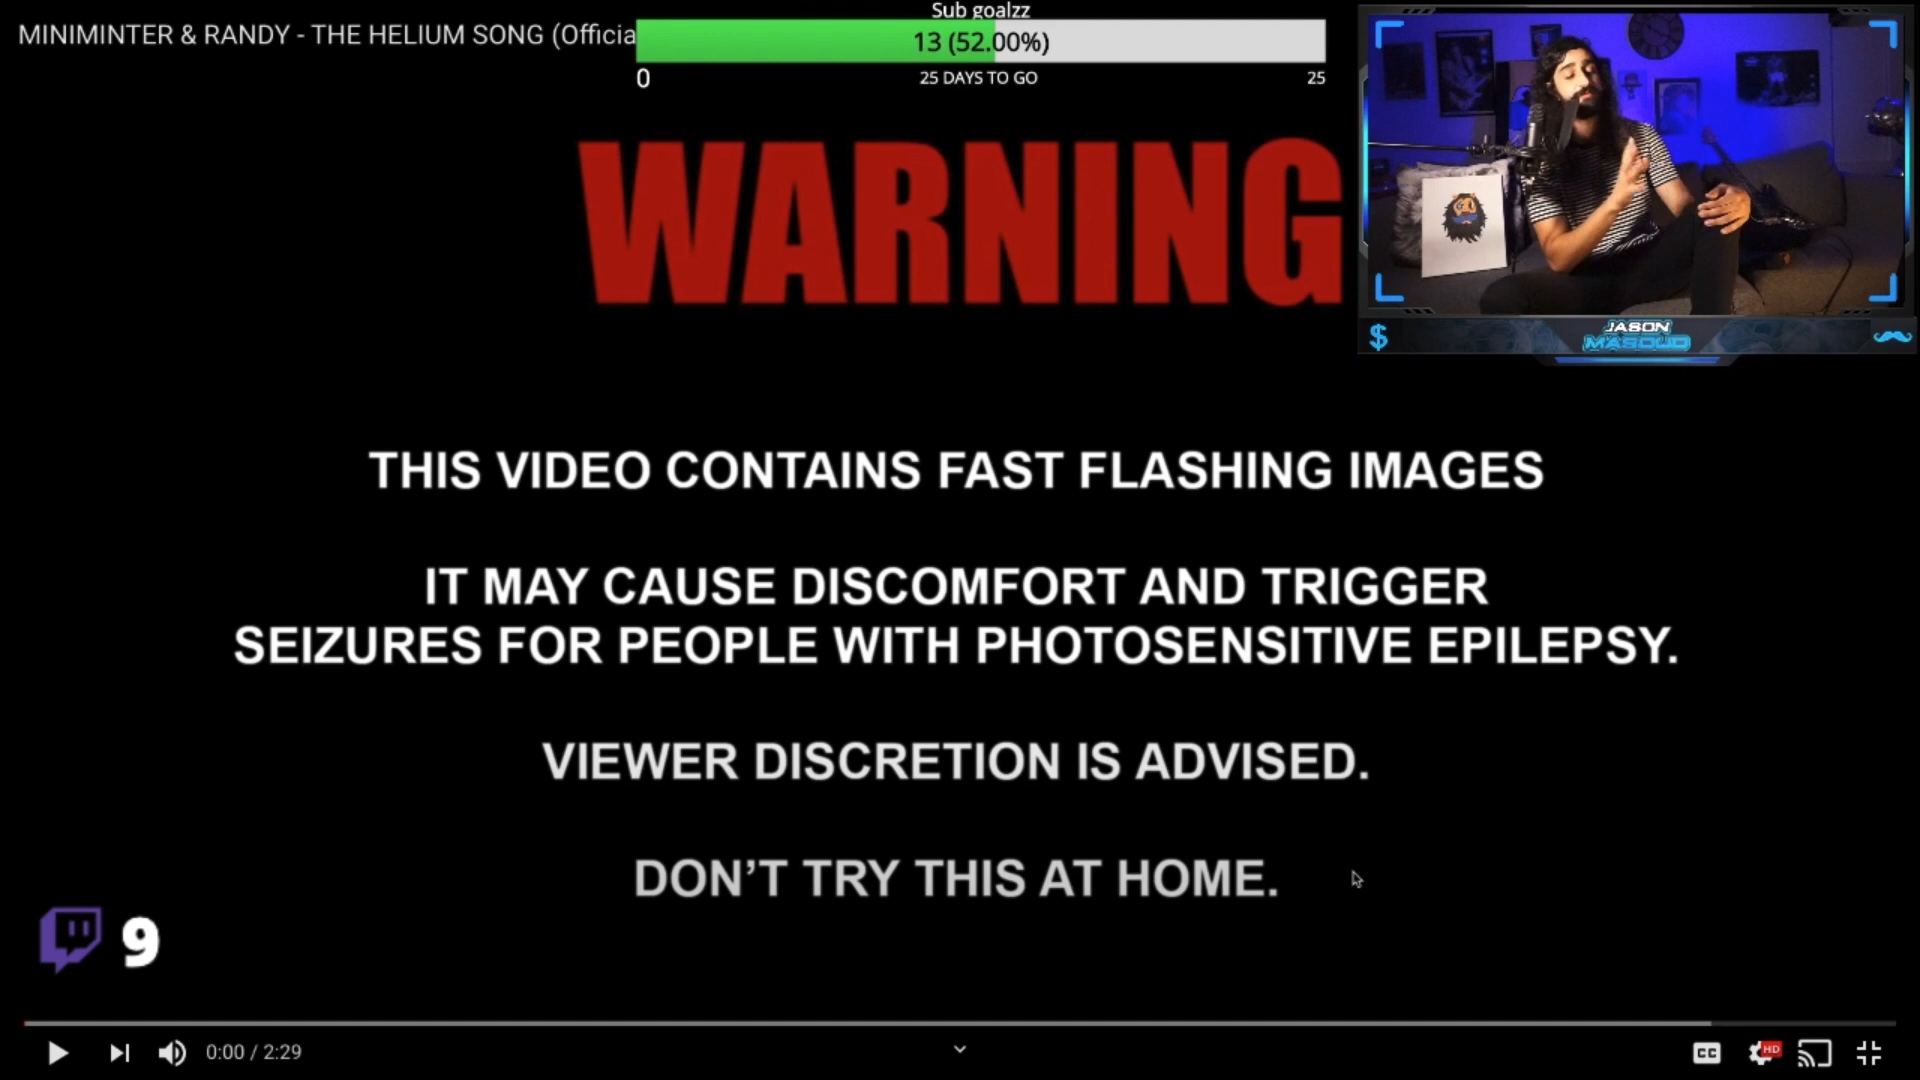 Sub goalzz
MINIMINTER & RANDY - THE HELIUM SONG (Officia
13 (52.00%)
0
25 DAYS TO GO
25
WARNING
JASON
MASOUD
THIS VIDEO CONTAINS FAST FLASHING IMAGES
IT MAY CAUSE DISCOMFORT AND TRIGGER
SEIZURES FOR PEOPLE WITH PHOTOSENSITIVE EPILEPSY.
VIEWER DISCRETION IS ADVISED.
DON’T TRY THIS AT HOME.
9
0:00 / 2:29
CC
HD